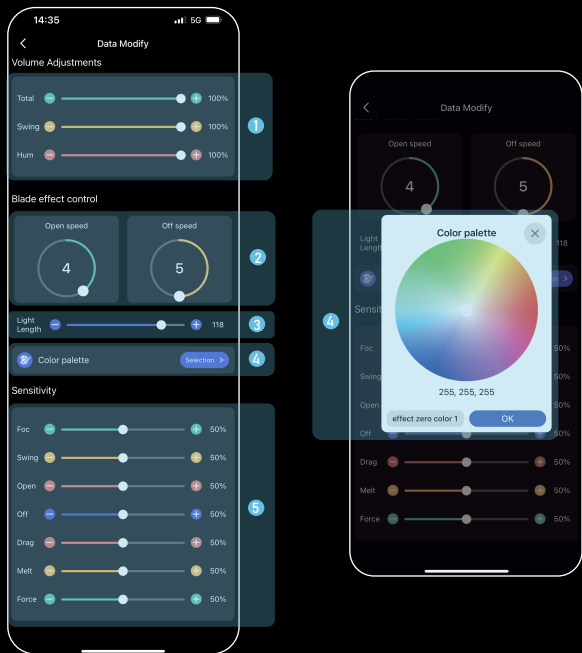 14:35
5G
Data Modify
Volume Adjustments
Total 100%
Swing 100%
Hum 100%
1
Blade effect control
Open speed
4
Off speed
5
2
Light
Length
118
3
Color palette
Selection >
4
Sensitivity
Foc 50%
Swing 50%
Open 50%
Off 50%
Drag 50%
Melt 50%
Force 50%
5
Data Modify
Open speed
4
Off speed
5
Light
Length
118
Color palette
255, 255, 255
effect zero color 1
OK
4
Sensit
Foc 50%
Swing 50%
Open 50%
Off 50%
Drag 50%
Melt 50%
Force 50%